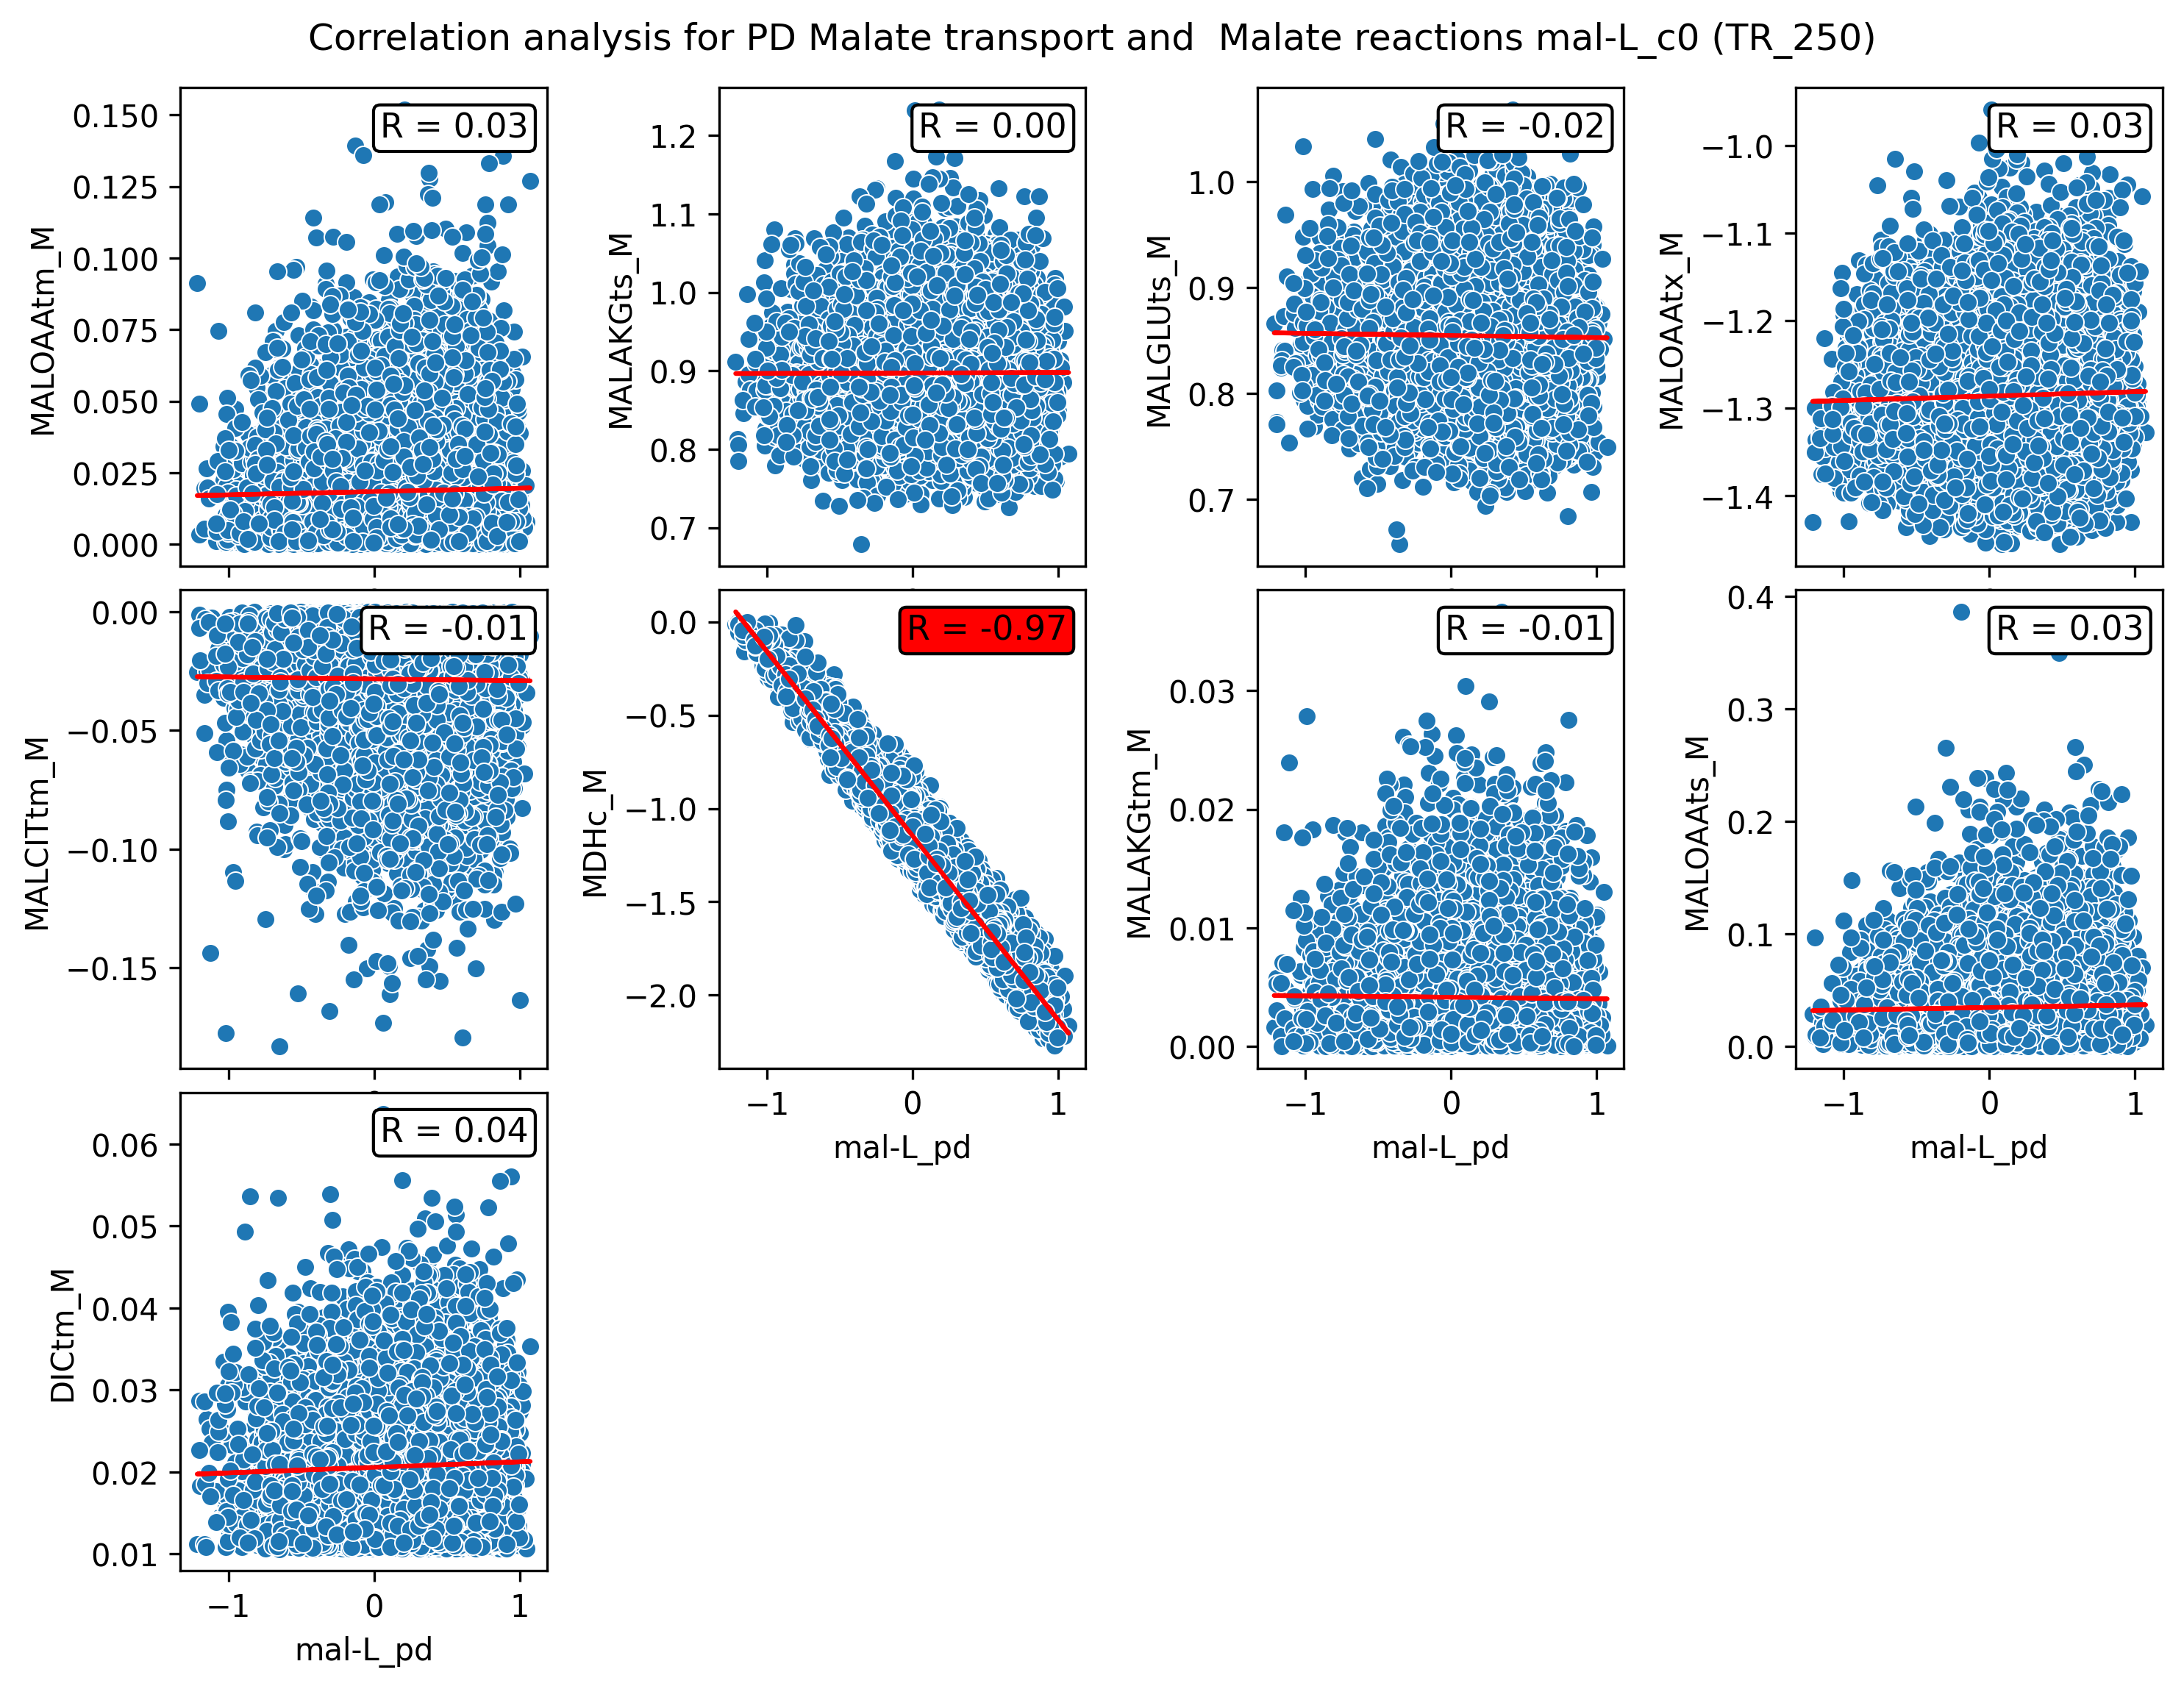 Correlation analysis for PD Malate transport and  Malate reactions mal-L_c0 (TR_250)
R = 0.03
0.150
0.125
0.100
0.075
0.050
0.025
0.000
MALOAAtm_M
R = 0.00
1.2
1.1
1.0
0.9
0.8
0.7
MALAKGts_M
R = -0.02
1.0
0.9
0.8
0.7
MALGLUts_M
R = 0.03
−1.0
−1.1
−1.2
−1.3
−1.4
MALOAAtx_M
R = -0.01
0.00
−0.05
−0.10
−0.15
MALCITtm_M
R = -0.97
0.0
−0.5
−1.0
−1.5
−2.0
MDHc_M
−1
0
1
mal-L_pd
R = -0.01
0.03
0.02
0.01
0.00
MALAKGtm_M
−1
0
1
mal-L_pd
R = 0.03
0.4
0.3
0.2
0.1
0.0
MALOAAts_M
−1
0
1
mal-L_pd
R = 0.04
0.06
0.05
0.04
0.03
0.02
0.01
DICtm_M
−1
0
1
mal-L_pd